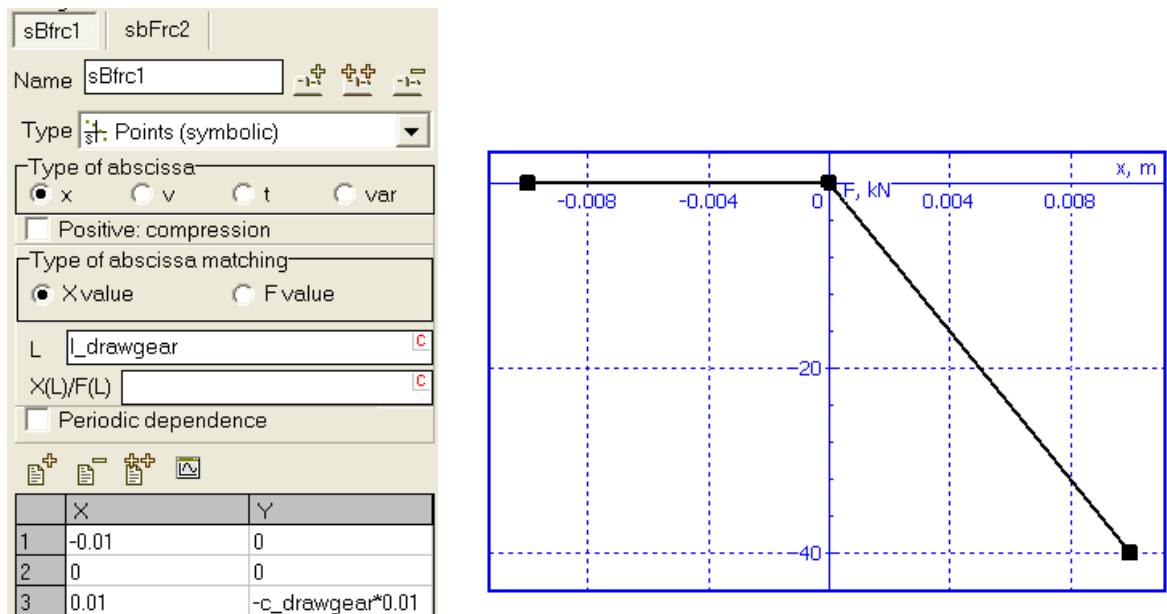 sBfrc1 sbFrc2
Name sBfrc1
Type Points (symbolic)
Type of abscissa
x v t var
Positive: compression
Type of abscissa matching
X value F value
L l_drawgear C
X(L)/F(L) C
Periodic dependence
X Y
1 -0.01 0
2 0 0
3 0.01 -c_drawgear*0.01
x, m
-0.008 -0.004 0 F, kN 0.004 0.008
-20
-40